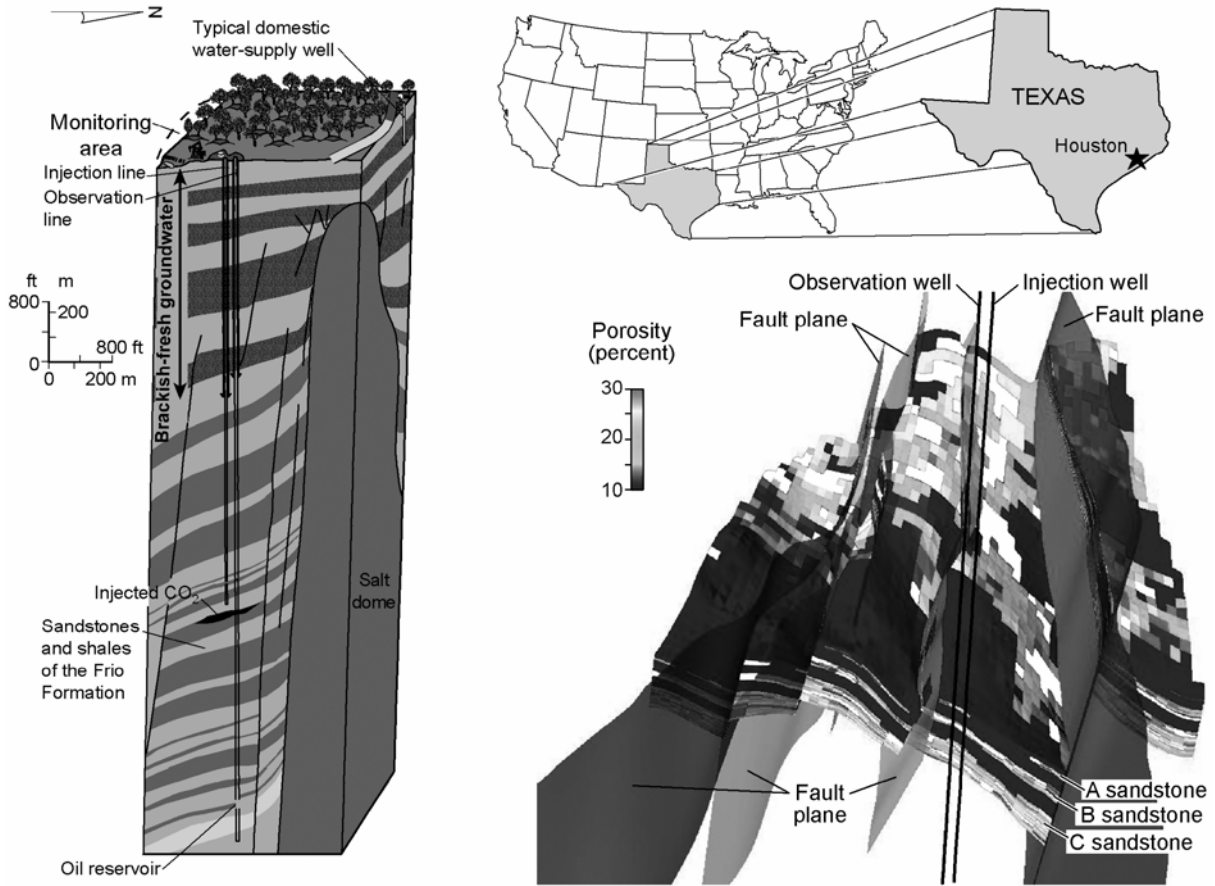 N
Typical domestic
water-supply well
Monitoring
area
Injection line
Observation
line
Brackish-fresh groundwater
ft m
800
200
0
800 ft
0 200 m
Injected CO2
Sandstones
and shales
of the Frio
Formation
Salt
dome
Oil reservoir
TEXAS
Houston
Observation well
Injection well
Fault plane
Fault plane
Porosity
(percent)
30
20
10
Fault
plane
A sandstone
B sandstone
C sandstone